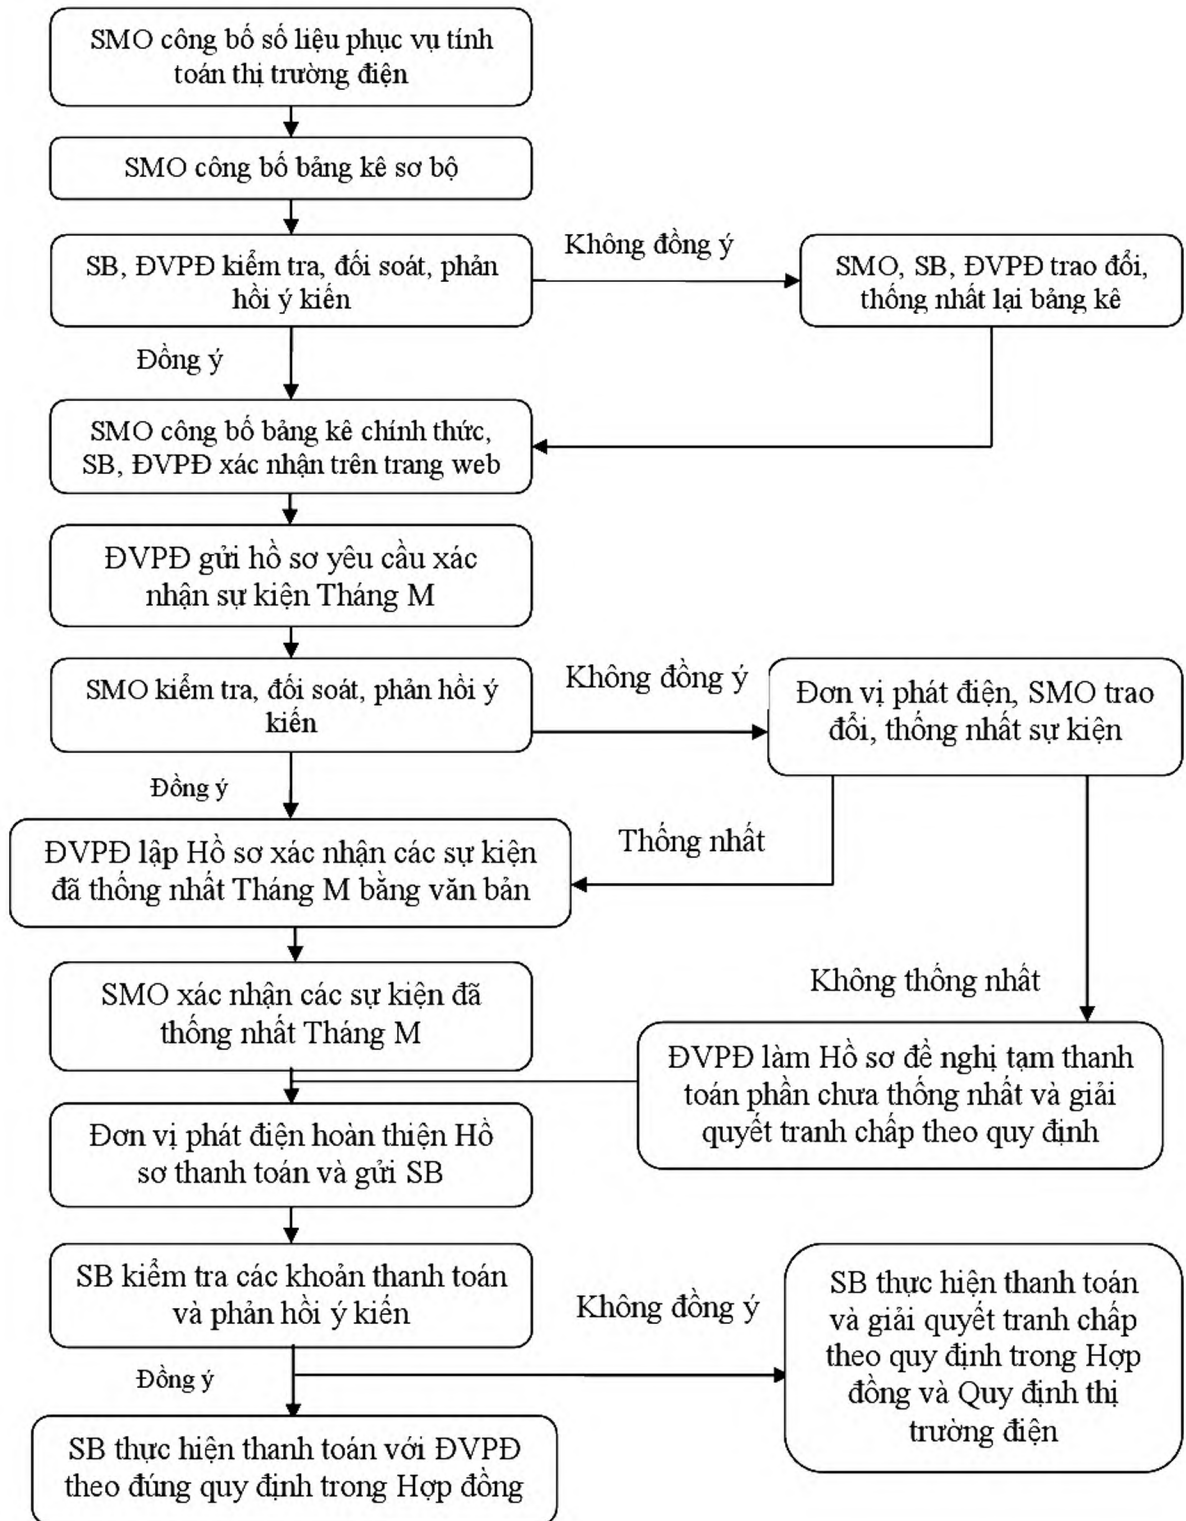 SMO công bố số liệu phục vụ tính
toán thị trường điện
SMO công bố bảng kê sơ bộ
SB, ĐVPĐ kiểm tra, đối soát, phản
hồi ý kiến
Không đồng ý
SMO, SB, ĐVPĐ trao đổi,
thống nhất lại bảng kê
Đồng ý
SMO công bố bảng kê chính thức,
SB, ĐVPĐ xác nhận trên trang web
ĐVPĐ gửi hồ sơ yêu cầu xác
nhận sự kiện Tháng M
SMO kiểm tra, đối soát, phản hồi ý
kiến
Không đồng ý
Đơn vị phát điện, SMO trao
đổi, thống nhất sự kiện
Đồng ý
Thống nhất
ĐVPĐ lập Hồ sơ xác nhận các sự kiện
đã thống nhất Tháng M bằng văn bản
Không thống nhất
SMO xác nhận các sự kiện đã
thống nhất Tháng M
ĐVPĐ làm Hồ sơ đề nghị tạm thanh
toán phần chưa thống nhất và giải
quyết tranh chấp theo quy định
Đơn vị phát điện hoàn thiện Hồ
sơ thanh toán và gửi SB
SB kiểm tra các khoản thanh toán
và phản hồi ý kiến
Không đồng ý
SB thực hiện thanh toán
và giải quyết tranh chấp
theo quy định trong Hợp
đồng và Quy định thị
trường điện
Đồng ý
SB thực hiện thanh toán với ĐVPĐ
theo đúng quy định trong Hợp đồng